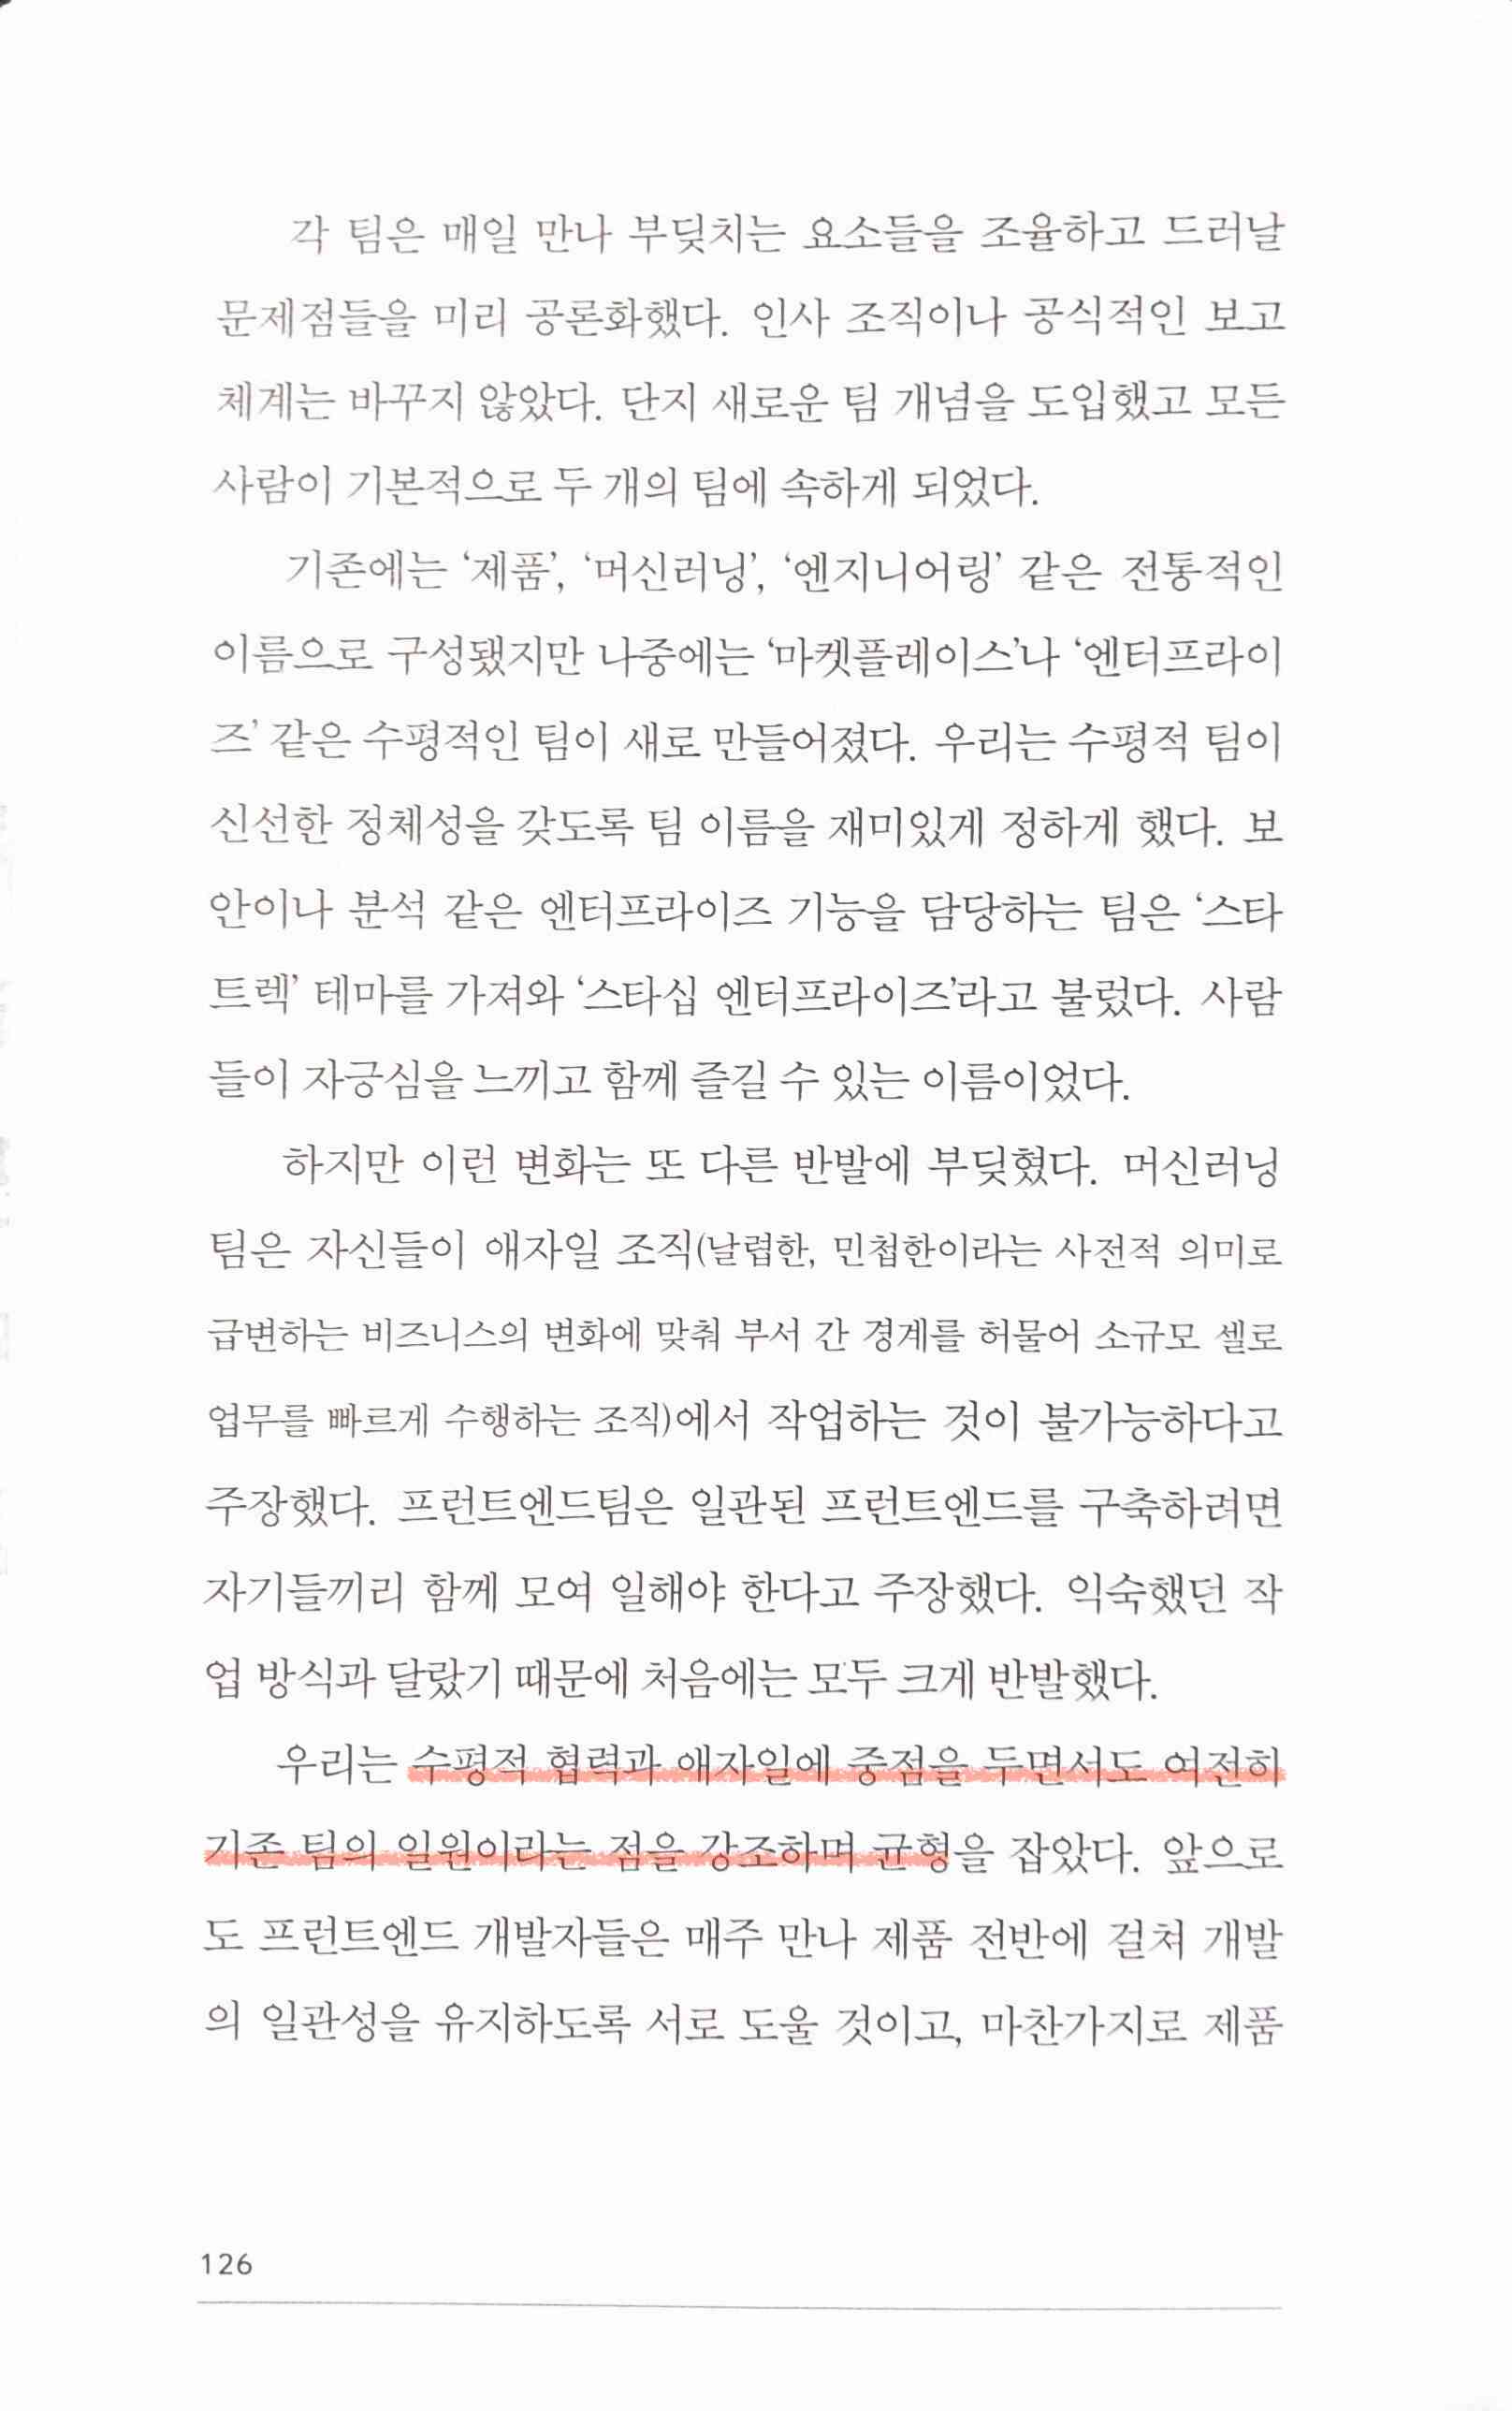 각 팀은 매일 만나 부딪치는 요소들을 조율하고 드러날
문제점들을 미리 공론화했다. 인사 조직이나 공식적인 보고
체계는 바꾸지 않았다. 단지 새로운 팀 개념을 도입했고 모든
사람이 기본적으로 두 개의 팀에 속하게 되었다.
기존에는 ‘제품’, ‘머신러닝’, ‘엔지니어링’ 같은 전통적인
이름으로 구성됐지만 나중에는 ‘마켓플레이스’나 ‘엔터프라이
즈’ 같은 수평적인 팀이 새로 만들어졌다. 우리는 수평적 팀이
신선한 정체성을 갖도록 팀 이름을 재미있게 정하게 했다. 보
안이나 분석 같은 엔터프라이즈 기능을 담당하는 팀은 ‘스타
트렉’ 테마를 가져와 ‘스타십 엔터프라이즈’라고 불렀다. 사람
들이 자긍심을 느끼고 함께 즐길 수 있는 이름이었다.
하지만 이런 변화는 또 다른 반발에 부딪혔다. 머신러닝
팀은 자신들이 애자일 조직(날렵한, 민첩한이라는 사전적 의미로
급변하는 비즈니스의 변화에 맞춰 부서 간 경계를 허물어 소규모 셀로
업무를 빠르게 수행하는 조직)에서 작업하는 것이 불가능하다고
주장했다. 프런트엔드팀은 일관된 프런트엔드를 구축하려면
자기들끼리 함께 모여 일해야 한다고 주장했다. 익숙했던 작
업 방식과 달랐기 때문에 처음에는 모두 크게 반발했다.
우리는 수평적 협력과 애자일에 중점을 두면서도 여전히
기존 팀의 일원이라는 점을 강조하며 균형을 잡았다. 앞으로
도 프런트엔드 개발자들은 매주 만나 제품 전반에 걸쳐 개발
의 일관성을 유지하도록 서로 도울 것이고, 마찬가지로 제품
126